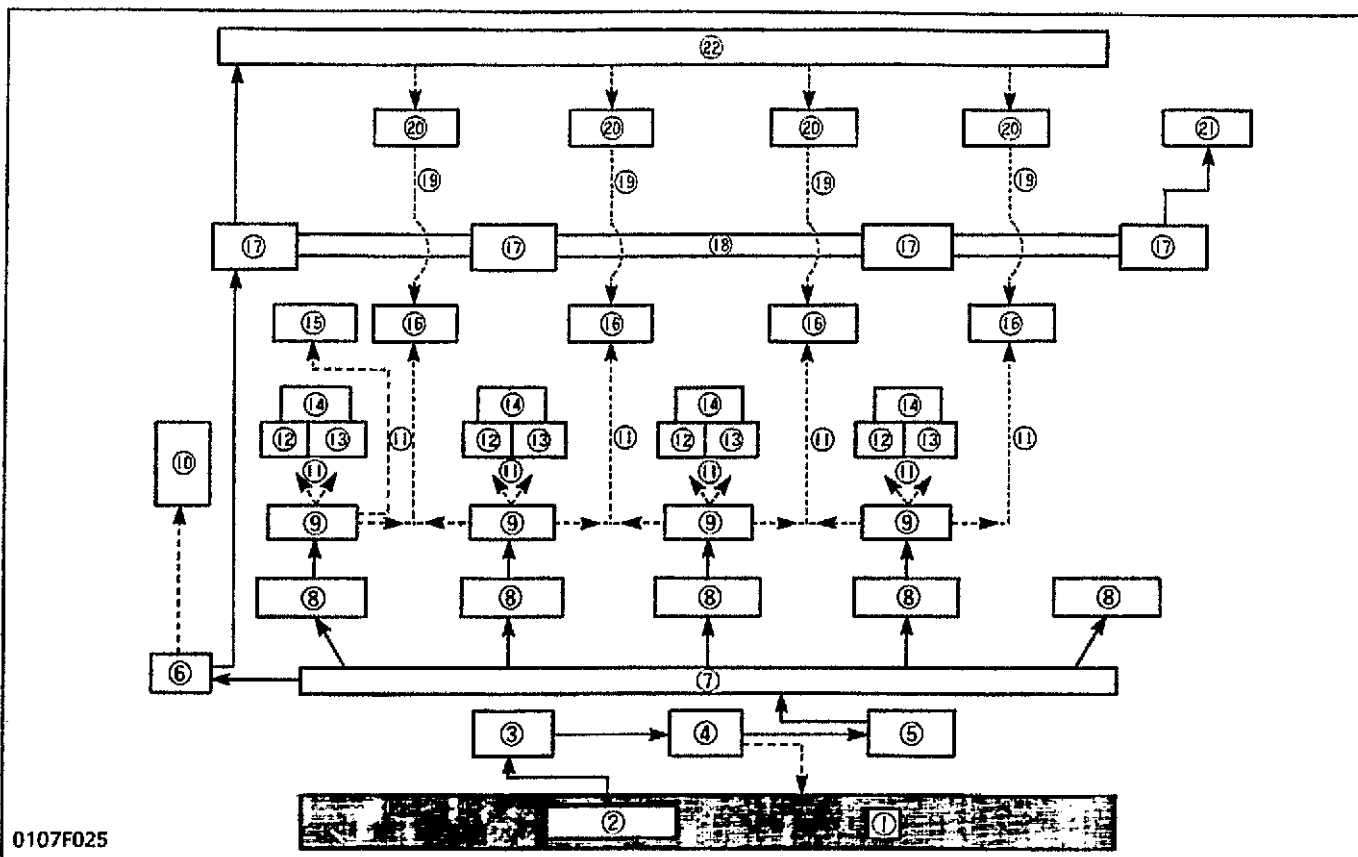 ㉒
⑳ ⑳ ⑳ ⑳ ㉑
⑲ ⑲ ⑲ ⑲
⑰ ⑰ ⑱ ⑰ ⑰
⑮ ⑯ ⑯ ⑯ ⑯
⑭ ⑭ ⑭ ⑭
⑫ ⑬ ⑪ ⑫ ⑬ ⑪ ⑫ ⑬ ⑪ ⑫ ⑬ ⑪
⑩ ⑪ ⑪ ⑪ ⑪
⑨ ⑨ ⑨ ⑨
⑧ ⑧ ⑧ ⑧ ⑧
⑥ ⑦
③ ④ ⑤
② ①
0107F025